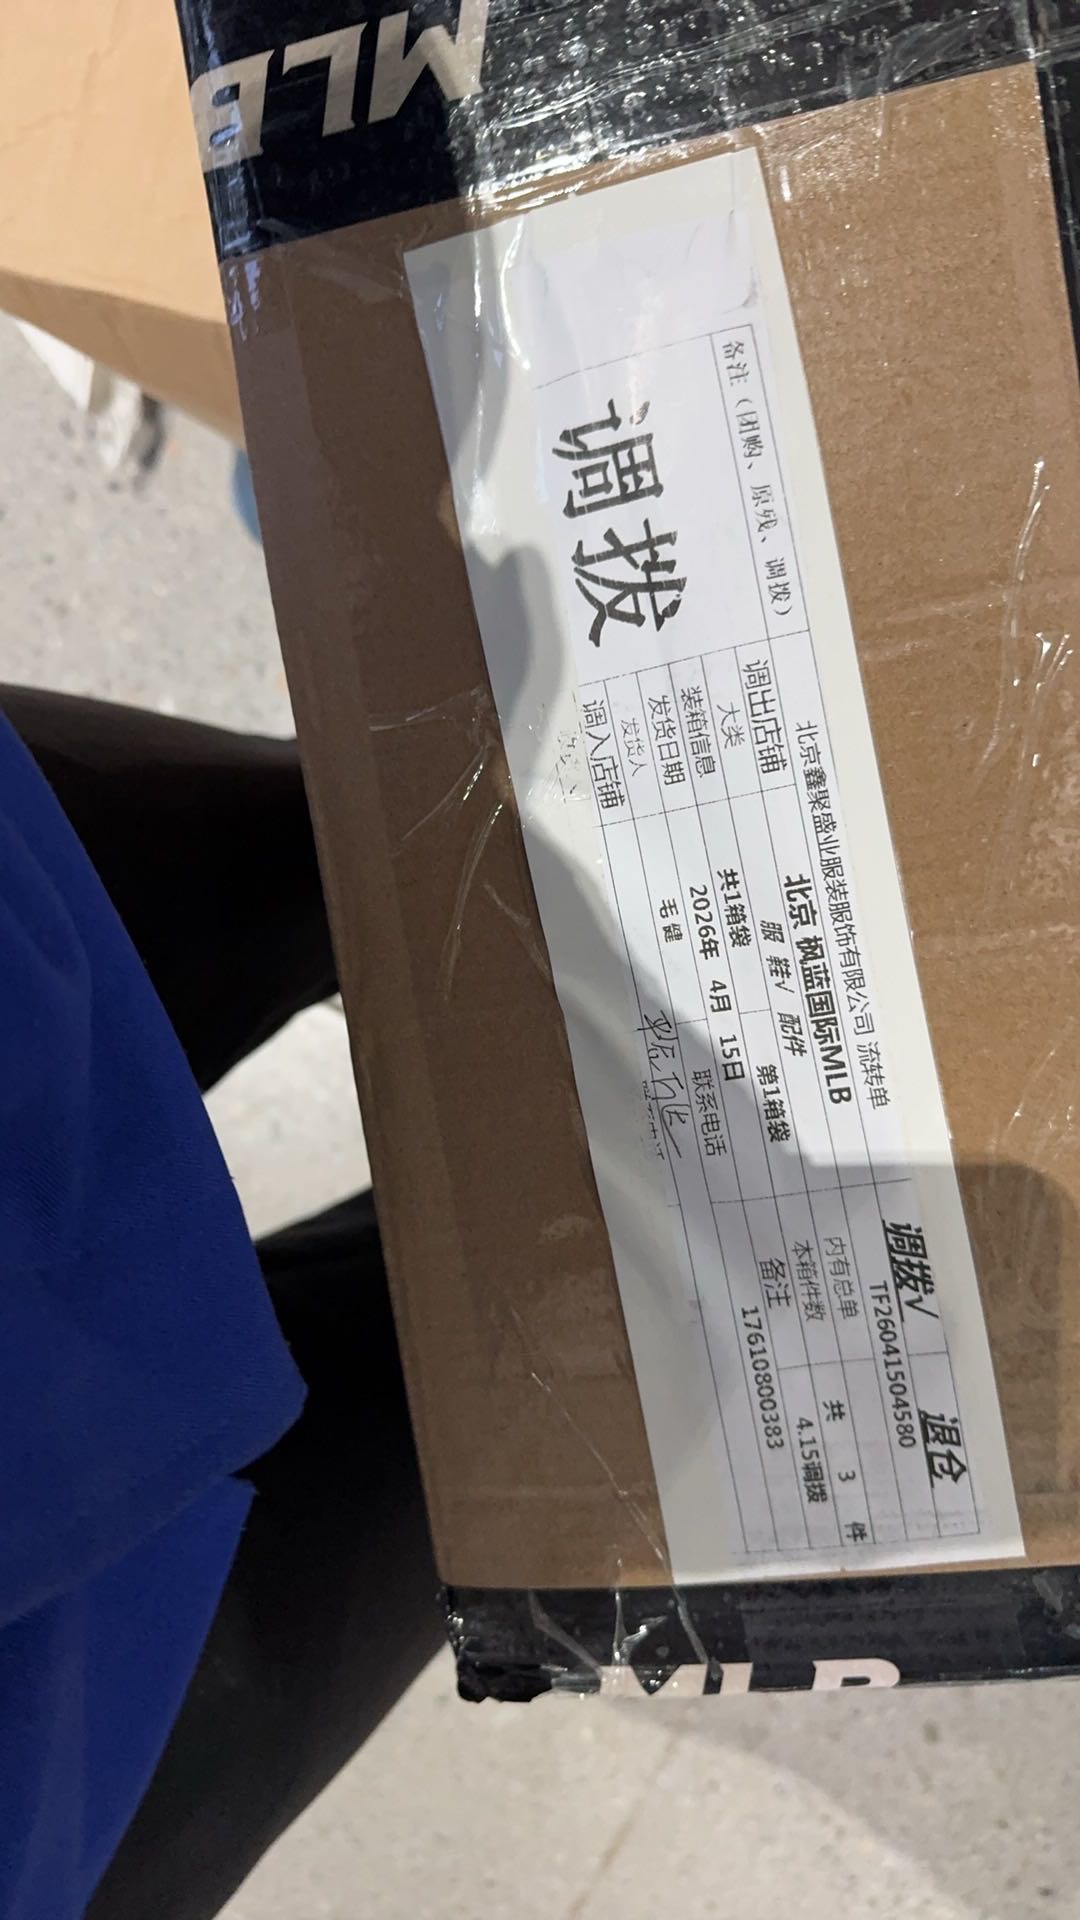 MLB
北京鑫聚盛业服装服饰有限公司 流转单
调拨√ 退仓
调出店铺 北京 枫蓝国际MLB TF26041504580
大类 服 鞋√ 配件 内有总单 共 3 件
装箱信息 共1箱袋 第1箱袋 本箱件数 4.15调拨
发货日期 2026年 4月 15日 备注
发货人 毛健 联系电话 17610800383
调入店铺
备注（团购、原残、调拨）
调拨
MLB